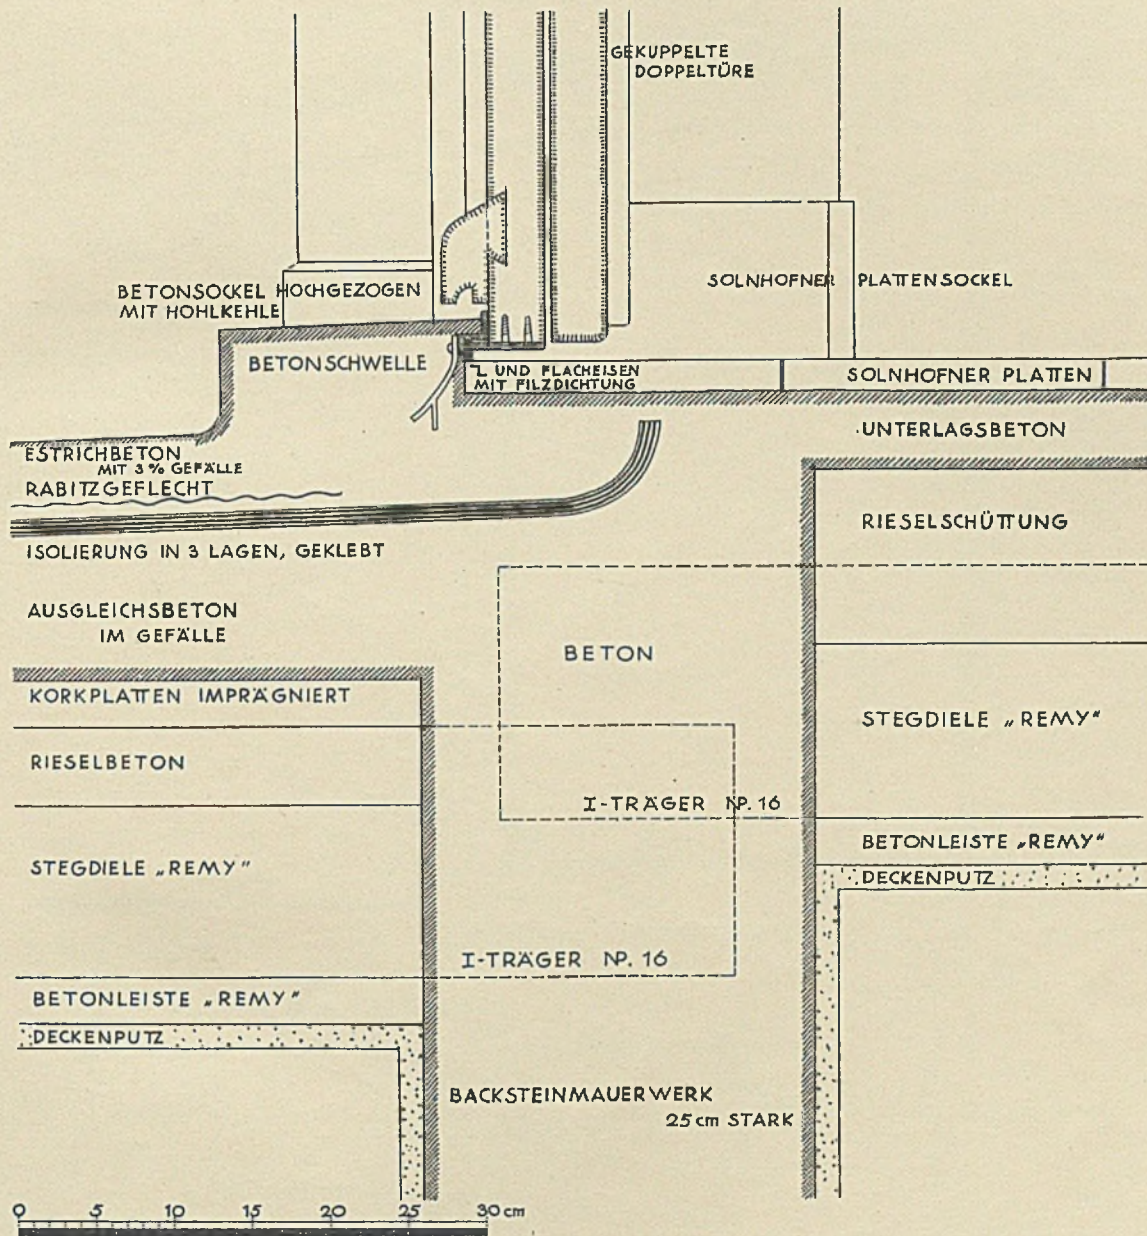 GEKUPPELTE
DOPPELTÜRE
BETONSOCKEL HOCHGEZOGEN
MIT HOHLKEHLE
SOLNHOFNER PLATTENSOCKEL
BETONSCHWELLE
UND FLACHEISEN
MIT FILZDICHTUNG
SOLNHOFNER PLATTEN
UNTERLAGSBETON
ESTRICHBETON
MIT 3% GEFÄLLE
RABITZGEFLECHT
ISOLIERUNG IN 3 LAGEN, GEKLEBT
RIESELSCHÜTTUNG
AUSGLEICHSBETON
IM GEFÄLLE
BETON
KORKPLATTEN IMPRÄGNIERT
STEGDIELE „REMY"
RIESELBETON
I-TRÄGER NP. 16
BETONLEISTE „REMY"
STEGDIELE „REMY"
DECKENPUTZ
I-TRÄGER NP. 16
BETONLEISTE „REMY"
DECKENPUTZ
BACKSTEINMAUERWERK
25 cm STARK
0 5 10 15 20 25 30 cm